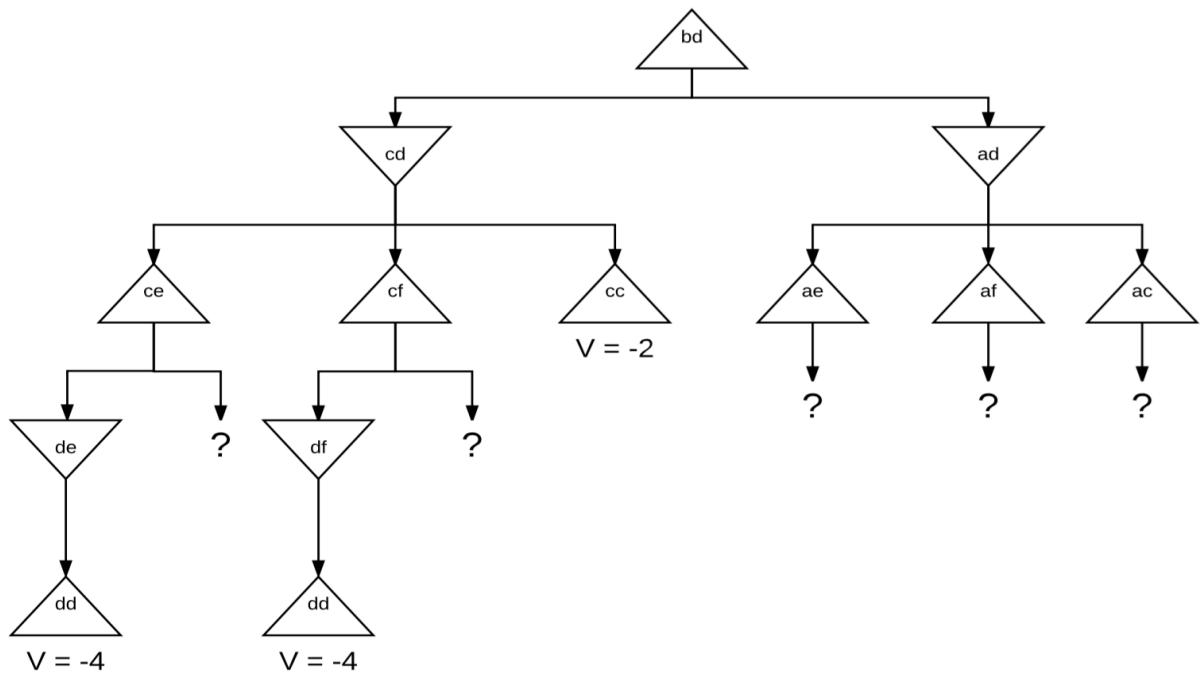 bd
cd
ad
ce
cf
cc
ae
af
ac
V = -2
?
?
?
de
?
df
?
dd
dd
V = -4
V = -4